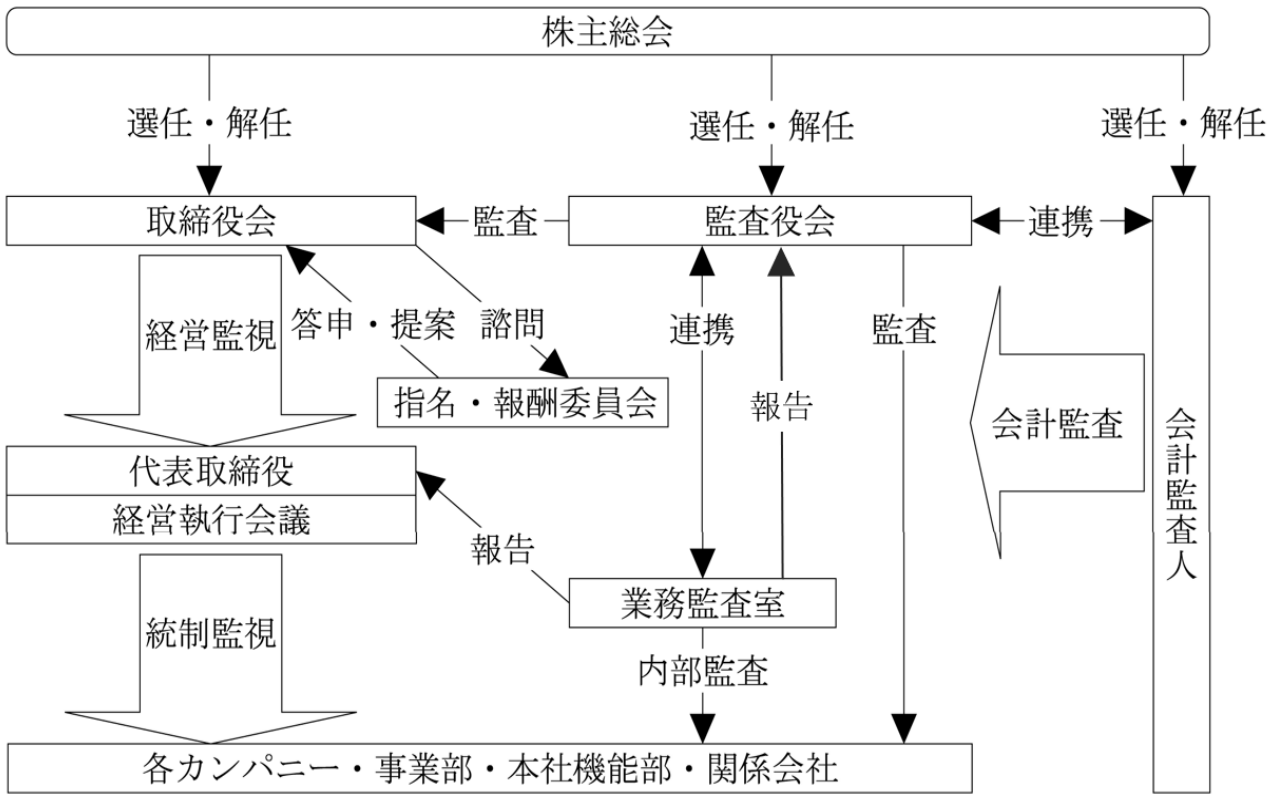 株主総会
選任・解任
選任・解任
選任・解任
取締役会
監査
監査役会
連携
経営監視
答申・提案
諮問
連携
監査
指名・報酬委員会
報告
会計監査
会計監査人
代表取締役
経営執行会議
報告
業務監査室
統制監視
内部監査
各カンパニー・事業部・本社機能部・関係会社